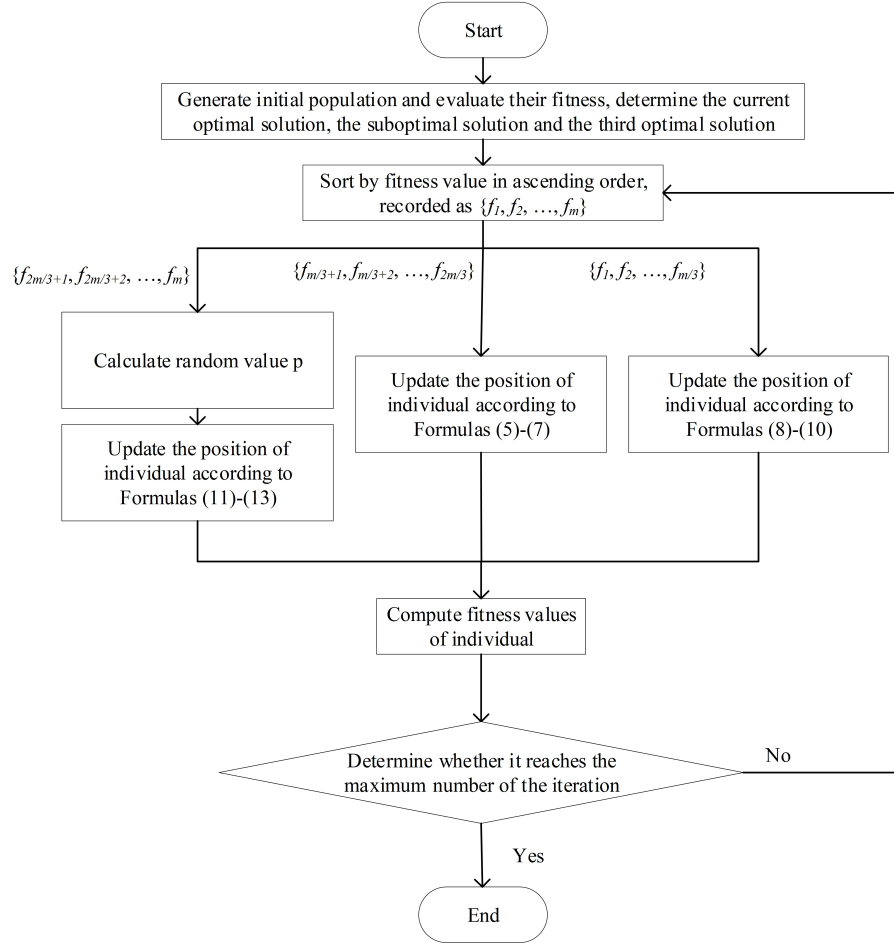 Start
Generate initial population and evaluate their fitness, determine the current
optimal solution, the suboptimal solution and the third optimal solution
Sort by fitness value in ascending order,
recorded as {f1, f2, …, fm}
{f2m/3+1, f2m/3+2, …, fm}
{fm/3+1, fm/3+2, …, f2m/3}
{f1, f2, …, fm/3}
Calculate random value p
Update the position of
individual according to
Formulas (11)-(13)
Update the position of
individual according to
Formulas (5)-(7)
Update the position of
individual according to
Formulas (8)-(10)
Compute fitness values
of individual
Determine whether it reaches the
maximum number of the iteration
No
Yes
End